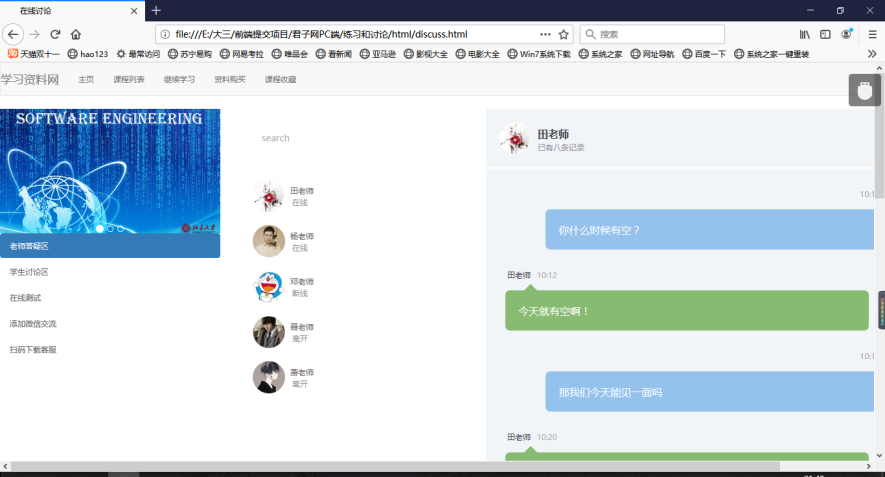 在线讨论
file:///E:/大三/前端提交项目/君子网PC端/练习和讨论/html/discuss.html
搜索
天猫双十一 hao123 最常访问 苏宁易购 网易考拉 唯品会 看新闻 亚马逊 影视大全 电影大全 Win7系统下载 系统之家 网址导航 百度一下 系统之家一键重装
学习资料网 主页 课程列表 继续学习 资料购买 课程收藏
SOFTWARE ENGINEERING
北京大学
老师答疑区
学生讨论区
在线测试
添加微信交流
扫码下载客服
search
田老师
在线
杨老师
在线
邓老师
断线
聂老师
离开
萧老师
离开
田老师
已有八条记录
10:1
你什么时候有空？
田老师 10:12
今天就有空啊！
10:1
那我们今天能见一面吗
田老师 10:20